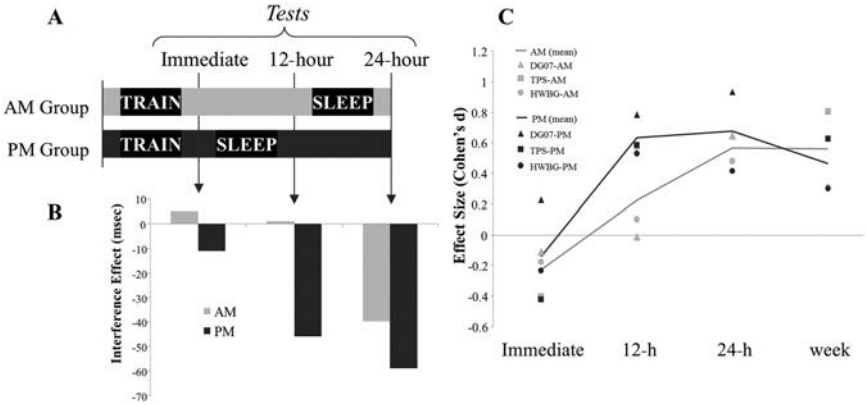 A
Tests
Immediate 12-hour 24-hour
AM Group TRAIN SLEEP
PM Group TRAIN SLEEP
B
Interference Effect (msec)
10
0
-10
-20
-30
-40
-50
-60
-70
AM
PM
C
Effect Size (Cohen's d)
1.2
1
0.8
0.6
0.4
0.2
0
-0.2
-0.4
-0.6
AM (mean)
DG07-AM
TPS-AM
HWBG-AM
PM (mean)
DG07-PM
TPS-PM
HWBG-PM
Immediate 12-h 24-h week